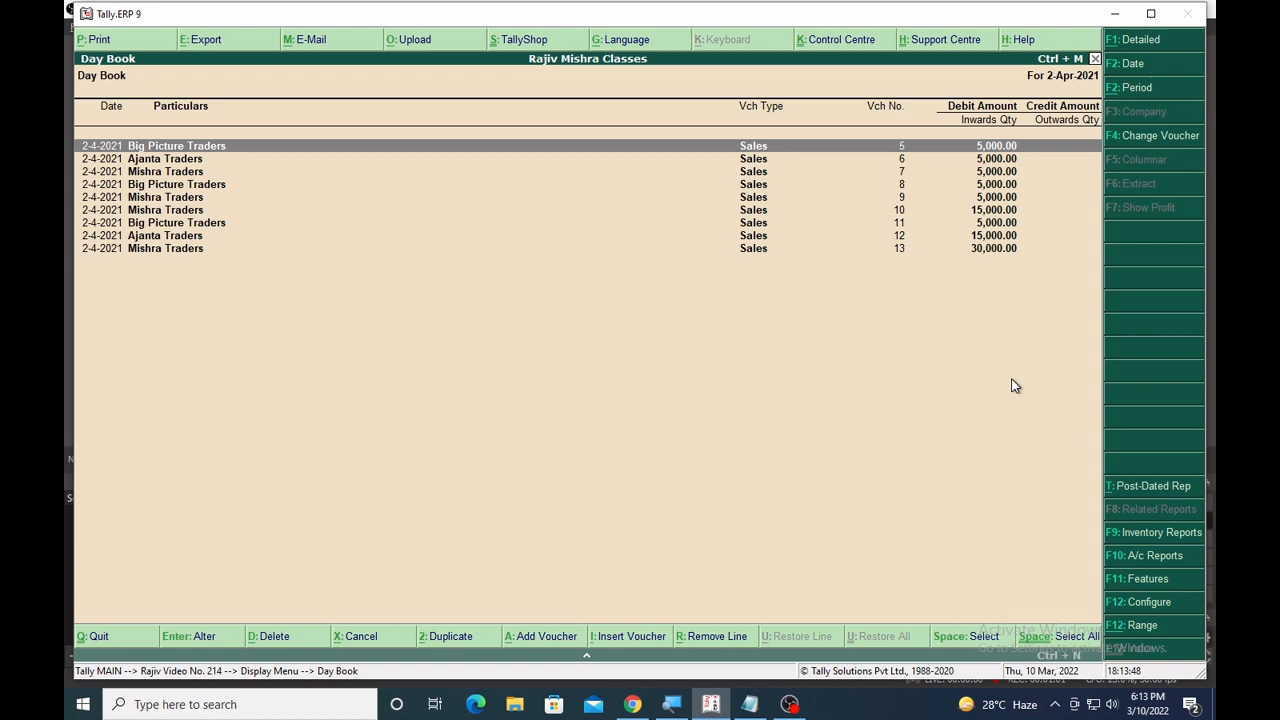 Tally.ERP 9
P: Print E: Export M: E-Mail O: Upload S: TallyShop G: Language K: Keyboard K: Control Centre H: Support Centre H: Help
Day Book Rajiv Mishra Classes Ctrl + M
Day Book For 2-Apr-2021
Date Particulars Vch Type Vch No. Debit Amount Credit Amount
Inwards Qty Outwards Qty
2-4-2021 Big Picture Traders Sales 5 5,000.00
2-4-2021 Ajanta Traders Sales 6 5,000.00
2-4-2021 Mishra Traders Sales 7 5,000.00
2-4-2021 Big Picture Traders Sales 8 5,000.00
2-4-2021 Mishra Traders Sales 9 5,000.00
2-4-2021 Mishra Traders Sales 10 15,000.00
2-4-2021 Big Picture Traders Sales 11 5,000.00
2-4-2021 Ajanta Traders Sales 12 15,000.00
2-4-2021 Mishra Traders Sales 13 30,000.00
F1: Detailed
F2: Date
F2: Period
F3: Company
F4: Change Voucher
F5: Columnar
F6: Extract
F7: Show Profit
T: Post-Dated Rep
F8: Related Reports
F9: Inventory Reports
F10: A/c Reports
F11: Features
F12: Configure
F12: Range
Q: Quit Enter: Alter D: Delete X: Cancel 2: Duplicate A: Add Voucher I: Insert Voucher R: Remove Line U: Restore Line U: Restore All Space: Select Space: Select All
Activate Windows
Ctrl + N
Tally MAIN --> Rajiv Video No. 214 --> Display Menu --> Day Book © Tally Solutions Pvt Ltd., 1988-2020 Thu, 10 Mar, 2022 18:13:48
Type here to search 28°C Haze 6:13 PM
3/10/2022 2